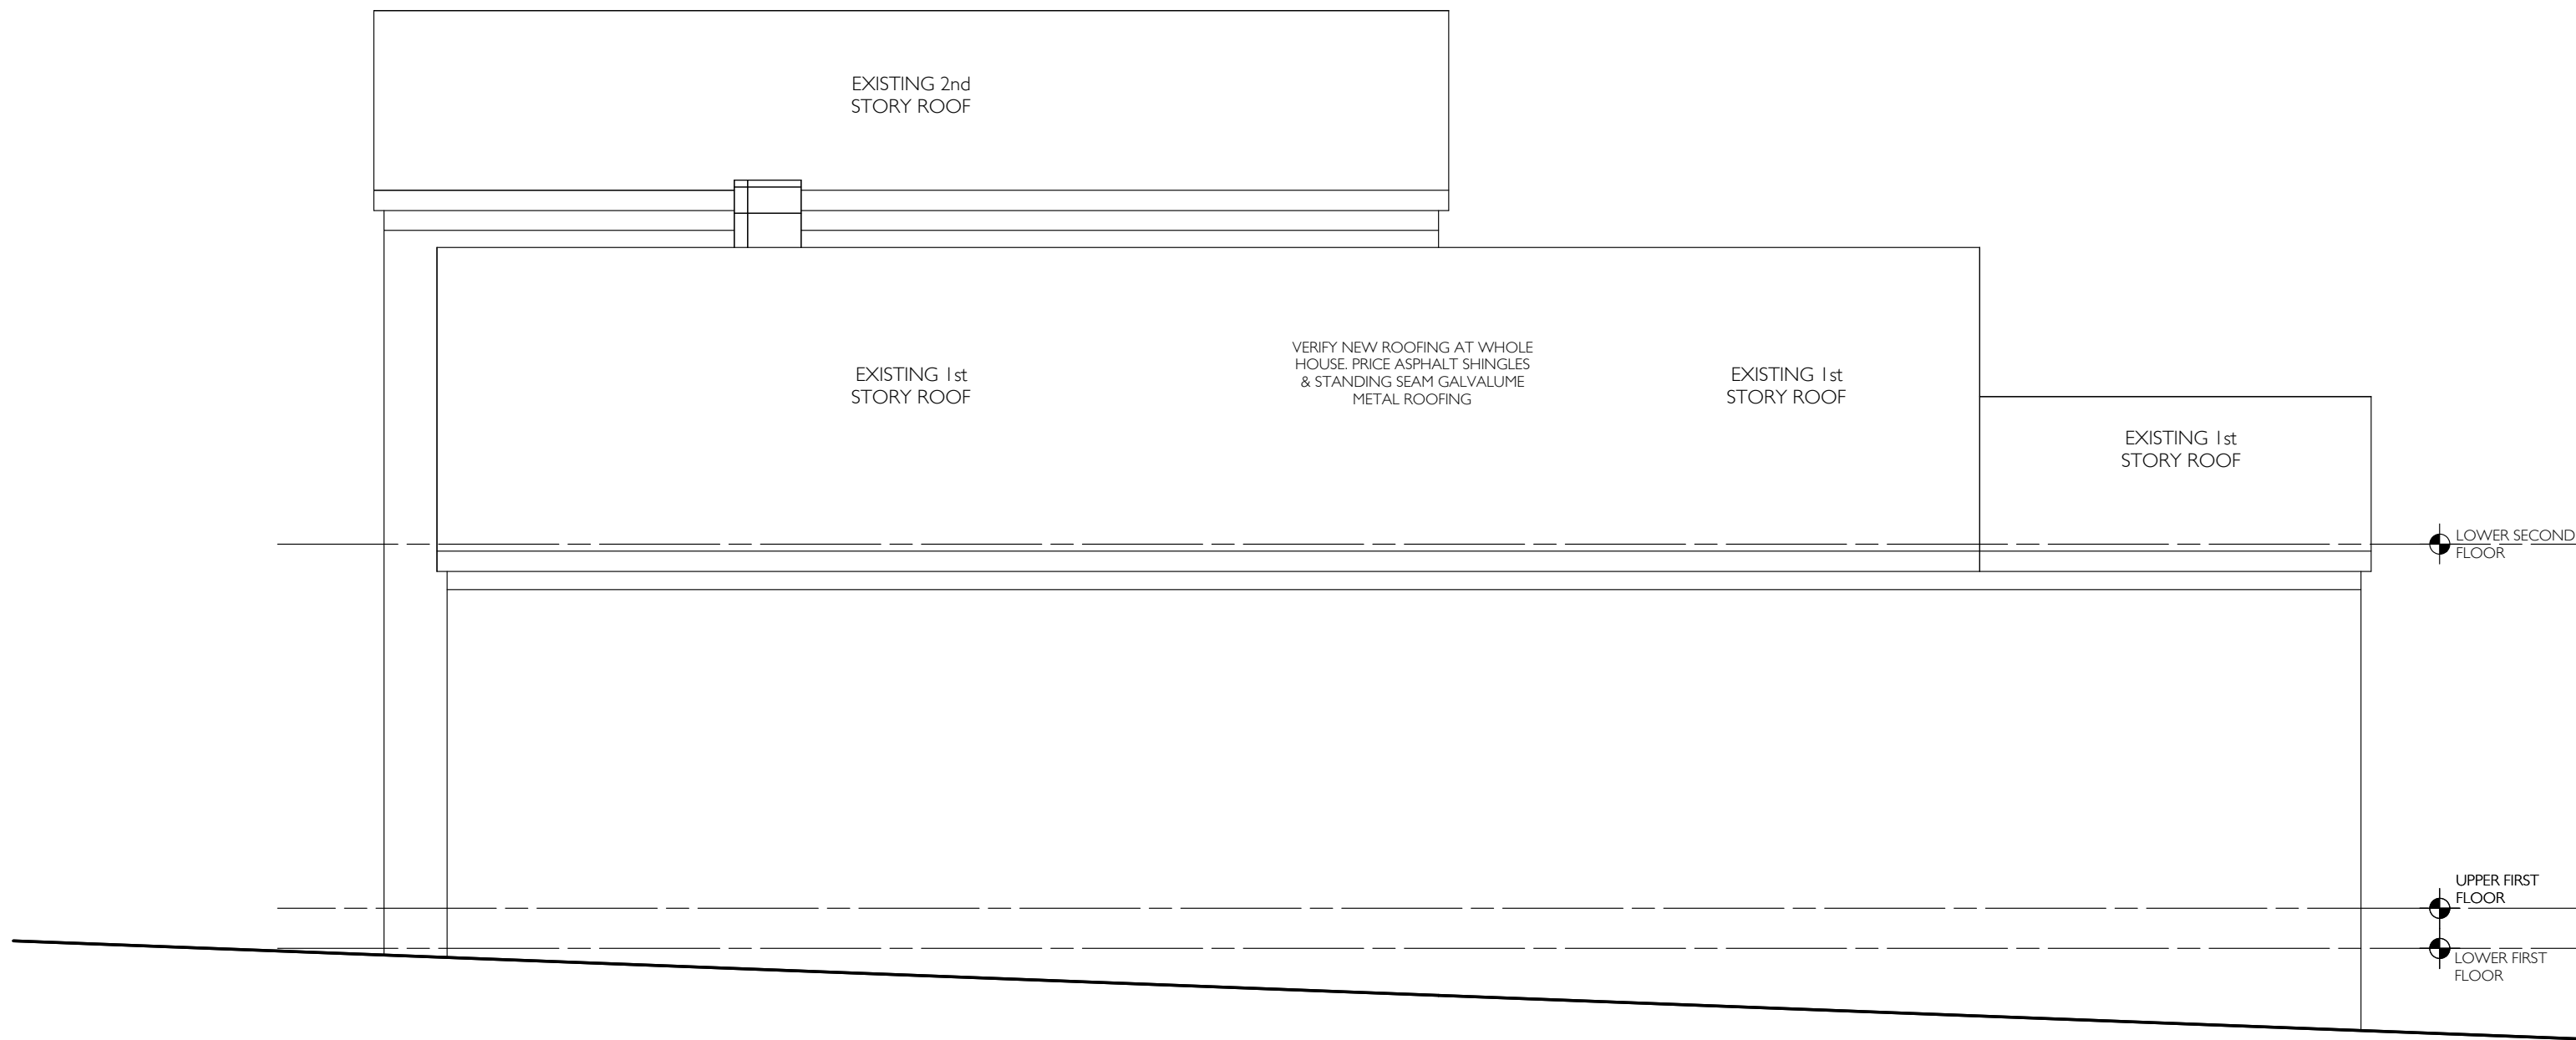 EXISTING 2nd
STORY ROOF
EXISTING 1st
STORY ROOF
VERIFY NEW ROOFING AT WHOLE
HOUSE. PRICE ASPHALT SHINGLES
& STANDING SEAM GALVALUME
METAL ROOFING
EXISTING 1st
STORY ROOF
EXISTING 1st
STORY ROOF
LOWER SECOND
FLOOR
UPPER FIRST
FLOOR
LOWER FIRST
FLOOR